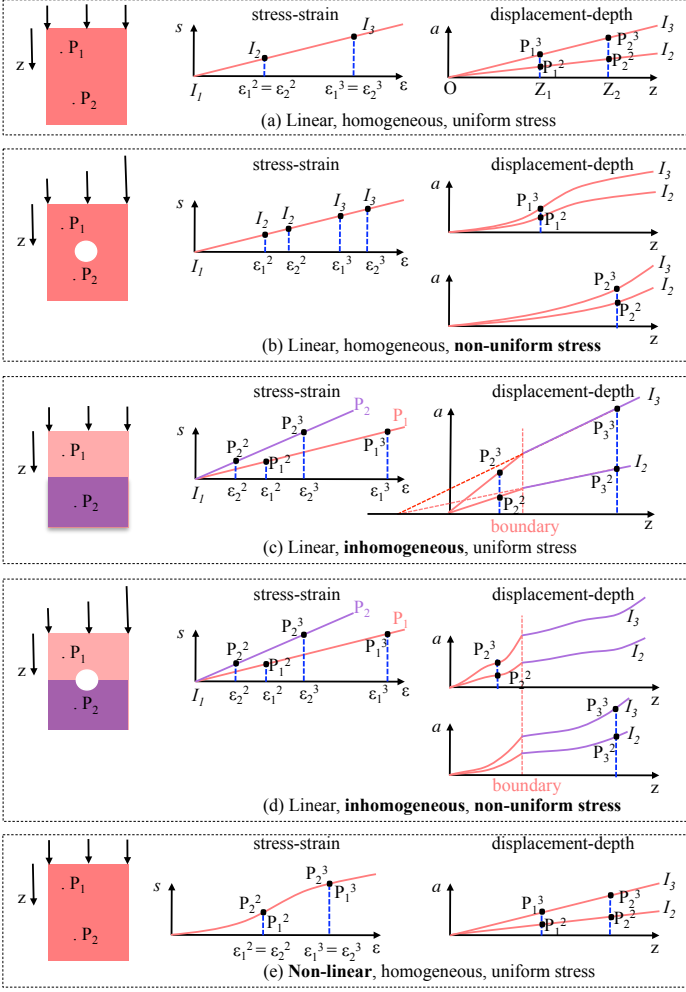 stress-strain
displacement-depth
P₁
P₂
z
s
I₂
I₃
I₁
ε₁² = ε₂²
ε₁³ = ε₂³
ε
a
P₁³
P₁²
P₂³
P₂²
I₃
I₂
O
Z₁
Z₂
z
(a) Linear, homogeneous, uniform stress
stress-strain
displacement-depth
P₁
P₂
z
s
I₂
I₂
I₃
I₃
I₁
ε₁²
ε₂²
ε₁³
ε₂³
ε
a
P₁³
P₁²
I₃
I₂
z
a
P₂³
P₂²
I₃
I₂
z
(b) Linear, homogeneous, non-uniform stress
stress-strain
displacement-depth
P₁
P₂
z
s
P₂
P₁
P₂²
P₁²
P₂³
P₁³
I₁
ε₂²
ε₁²
ε₂³
ε₁³
ε
a
P₂³
P₂²
P₃³
P₃²
I₃
I₂
boundary
z
(c) Linear, inhomogeneous, uniform stress
stress-strain
displacement-depth
P₁
P₂
z
s
P₂
P₁
P₂²
P₁²
P₂³
P₁³
I₁
ε₂²
ε₁²
ε₂³
ε₁³
ε
a
P₂³
P₂²
I₃
I₂
z
a
P₃³
P₃²
I₃
I₂
boundary
z
(d) Linear, inhomogeneous, non-uniform stress
stress-strain
displacement-depth
P₁
P₂
z
s
P₂²
P₁²
P₂³
P₁³
ε₁² = ε₂²
ε₁³ = ε₂³
ε
a
P₁³
P₁²
P₂³
P₂²
I₃
I₂
z
(e) Non-linear, homogeneous, uniform stress